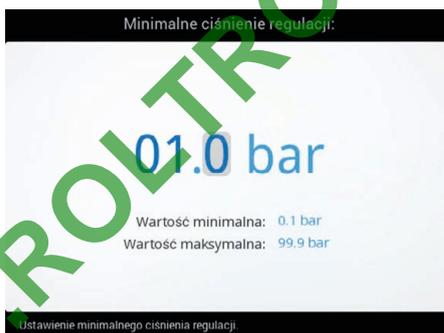 Minimalne ciśnienie regulacji:
01.0 bar
Wartość minimalna: 0.1 bar
Wartość maksymalna: 99.9 bar
Ustawienie minimalnego ciśnienia regulacji.
.ROLTRO